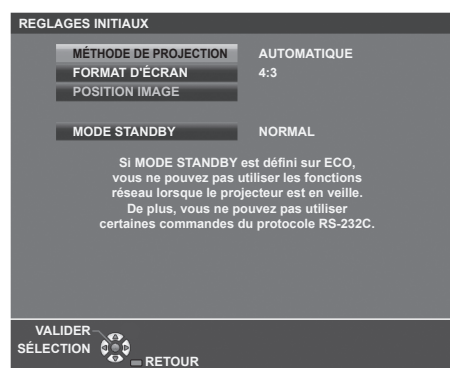 REGLAGES INITIAUX
MÉTHODE DE PROJECTION AUTOMATIQUE
FORMAT D'ÉCRAN 4:3
POSITION IMAGE
MODE STANDBY NORMAL
Si MODE STANDBY est défini sur ECO,
vous ne pouvez pas utiliser les fonctions
réseau lorsque le projecteur est en veille.
De plus, vous ne pouvez pas utiliser
certaines commandes du protocole RS-232C.
VALIDER
SÉLECTION
RETOUR